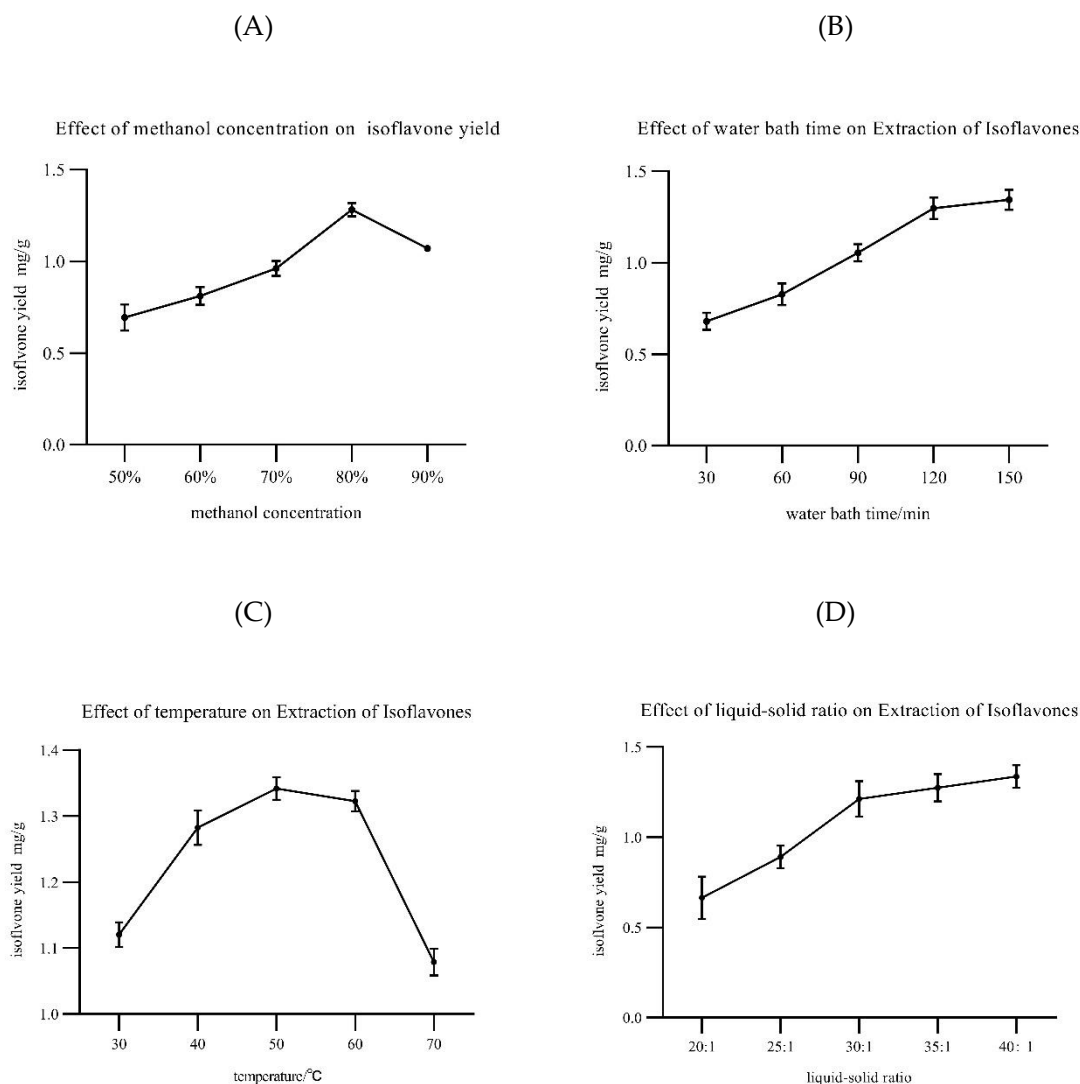 (A)
Effect of methanol concentration on isoflavone yield
isoflvone yield mg/g
1.5
1.0
0.5
0.0
50% 60% 70% 80% 90%
methanol concentration
(B)
Effect of water bath time on Extraction of Isoflavones
isoflvone yield mg/g
1.5
1.0
0.5
0.0
30 60 90 120 150
water bath time/min
(C)
Effect of temperature on Extraction of Isoflavones
isoflvone yield mg/g
1.4
1.3
1.2
1.1
1.0
30 40 50 60 70
temperature/℃
(D)
Effect of liquid-solid ratio on Extraction of Isoflavones
isoflvone yield mg/g
1.5
1.0
0.5
0.0
20:1 25:1 30:1 35:1 40: 1
liquid-solid ratio